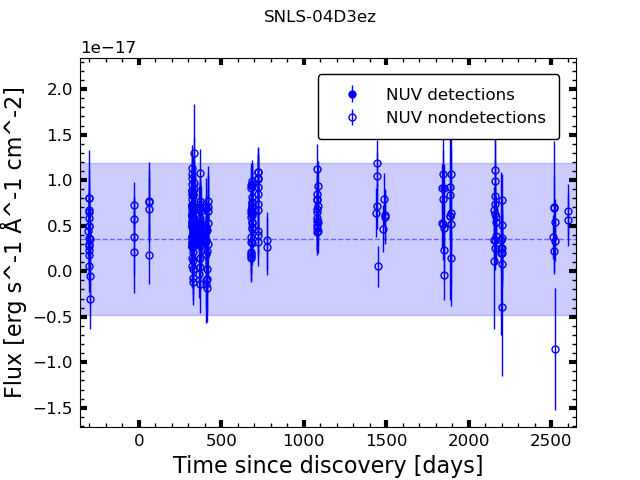 SNLS-04D3ez
1e−17
NUV detections
NUV nondetections
2.0
1.5
1.0
0.5
0.0
−0.5
−1.0
−1.5
Flux [erg s^-1 Å^-1 cm^-2]
0 500 1000 1500 2000 2500
Time since discovery [days]